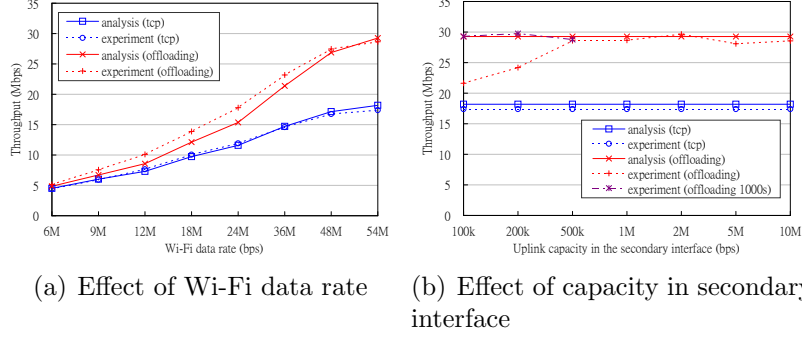 35
30
25
20
15
10
5
0
Throughput (Mbps)
analysis (tcp)
experiment (tcp)
analysis (offloading)
experiment (offloading)
6M 9M 12M 18M 24M 36M 48M 54M
Wi-Fi data rate (bps)
(a) Effect of Wi-Fi data rate
35
30
25
20
15
10
5
0
Throughput (Mbps)
analysis (tcp)
experiment (tcp)
analysis (offloading)
experiment (offloading)
experiment (offloading 1000s)
100k 200k 500k 1M 2M 5M 10M
Uplink capacity in the secondary interface (bps)
(b) Effect of capacity in secondary
interface